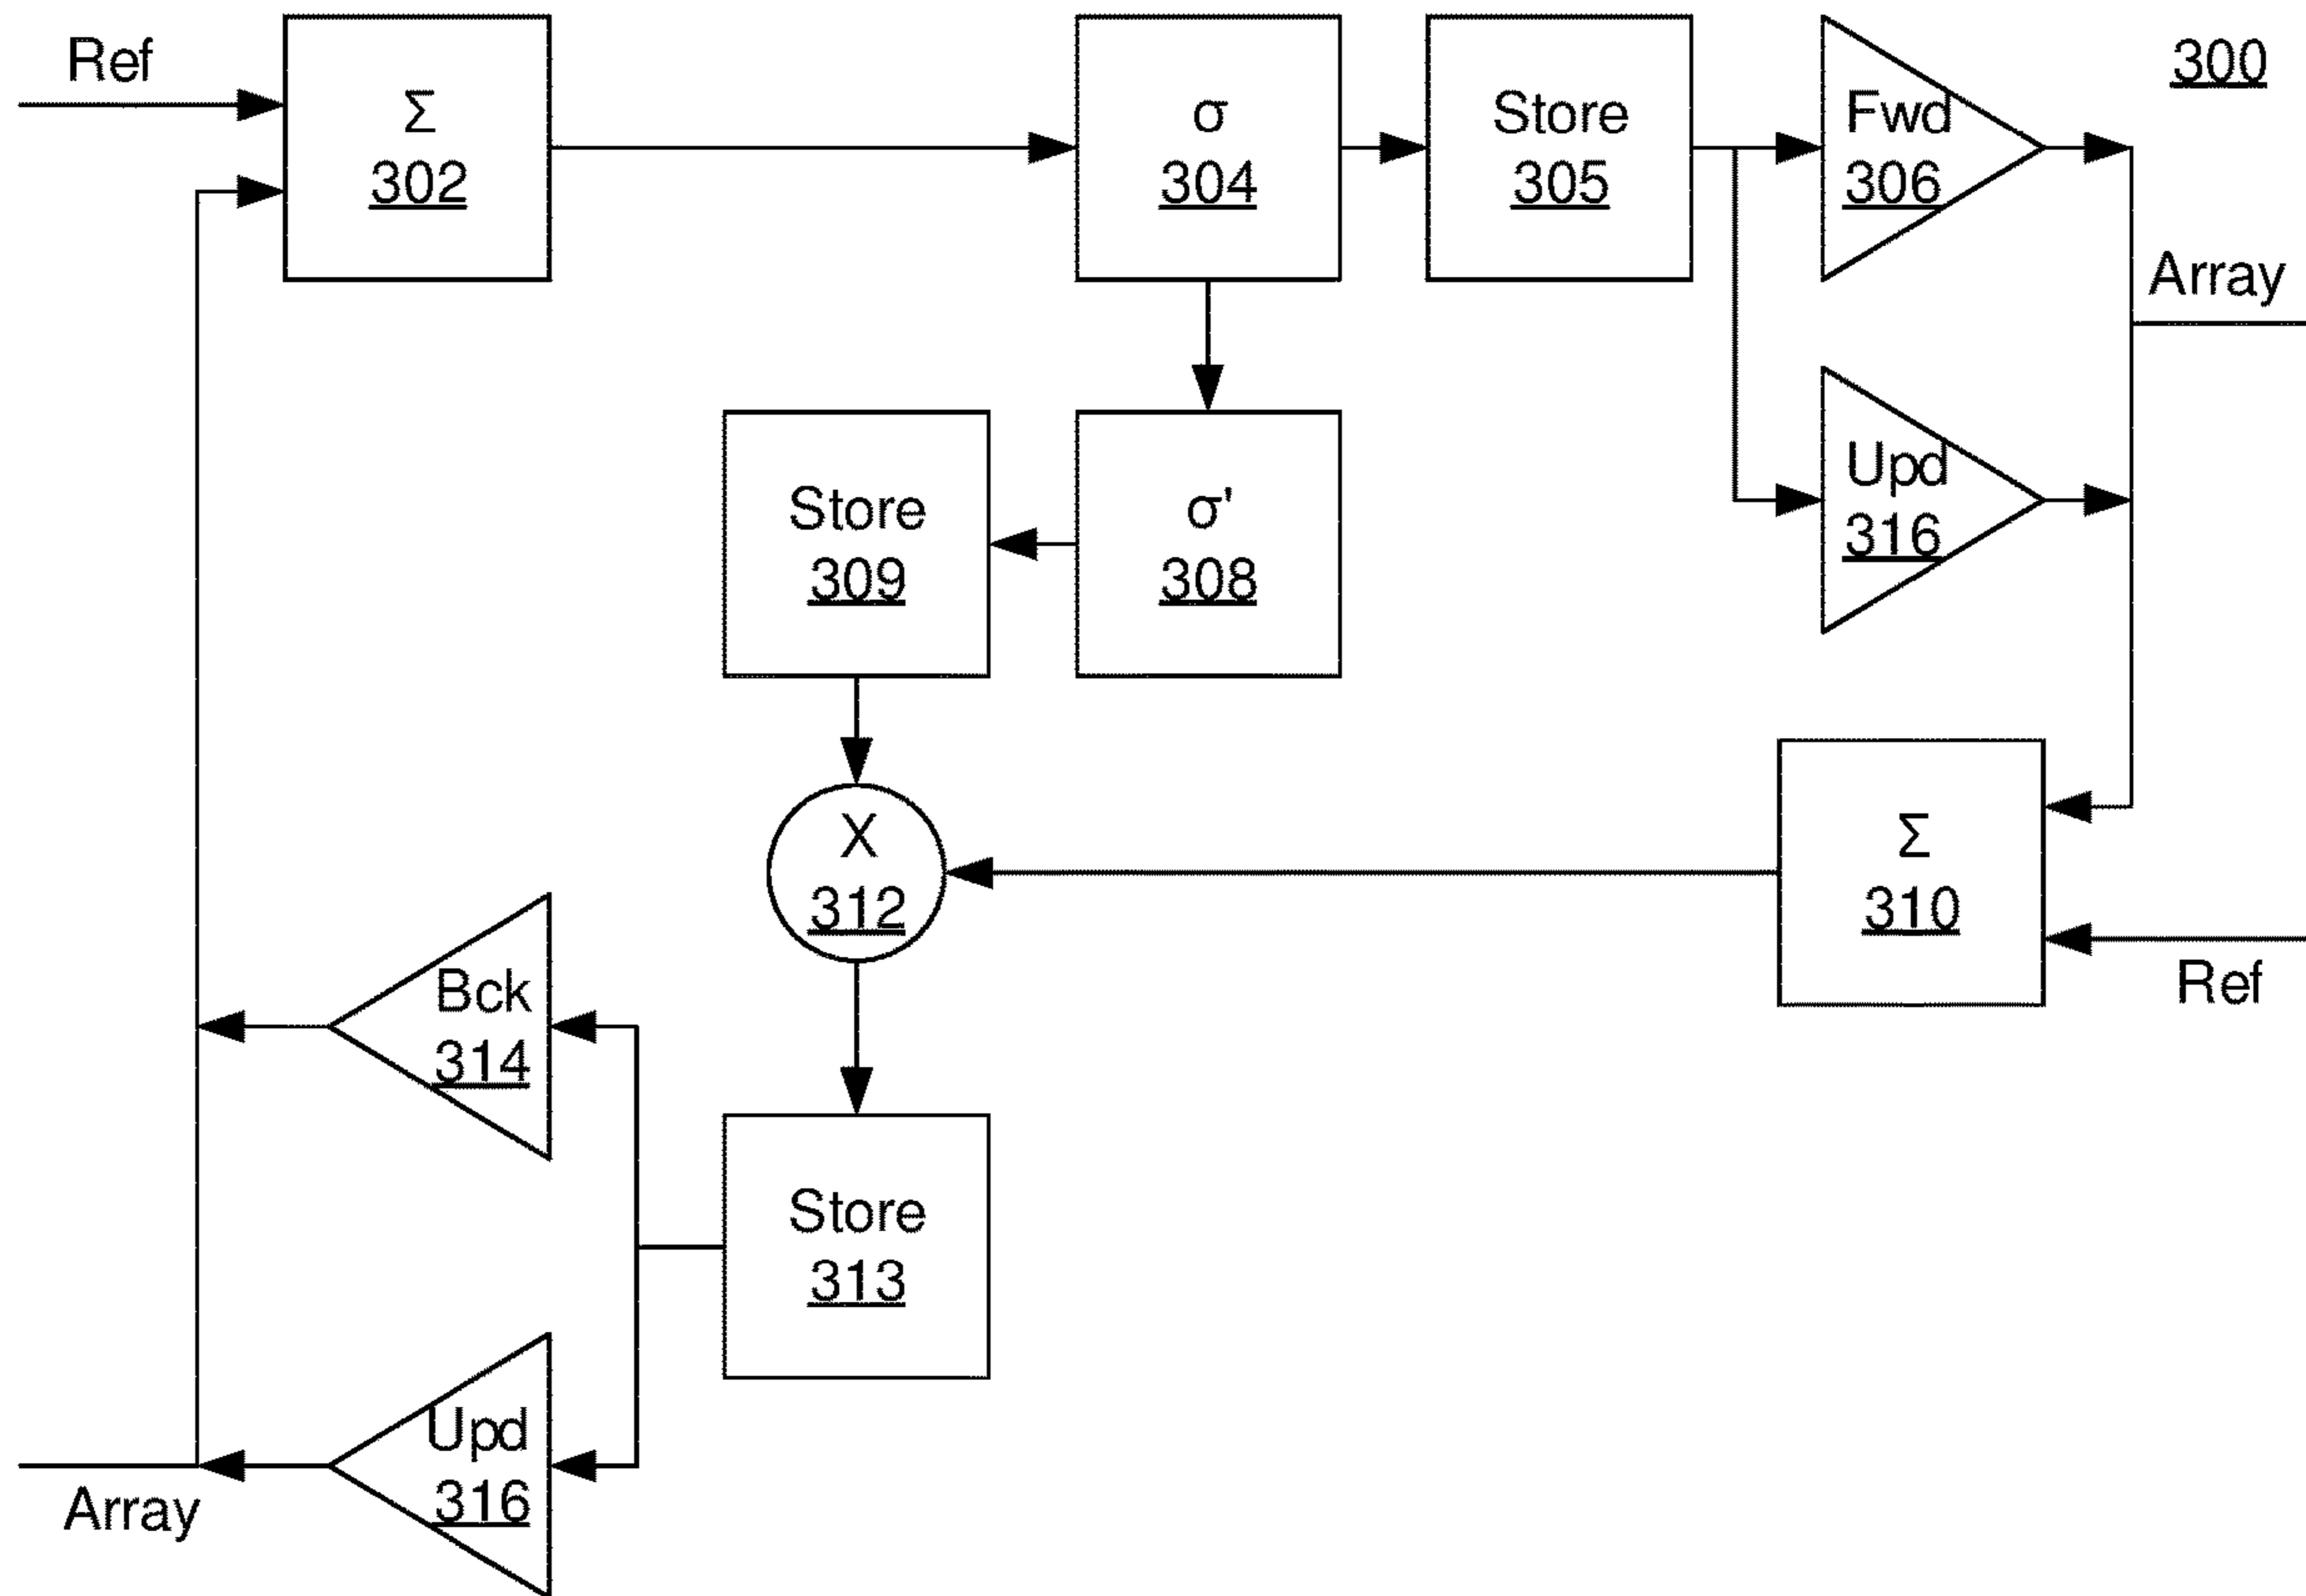 Ref
Σ
302
σ
304
Store
305
Fwd
306
300
Array
Upd
316
Store
309
σ'
308
X
312
Σ
310
Ref
Bck
314
Store
313
Upd
316
Array